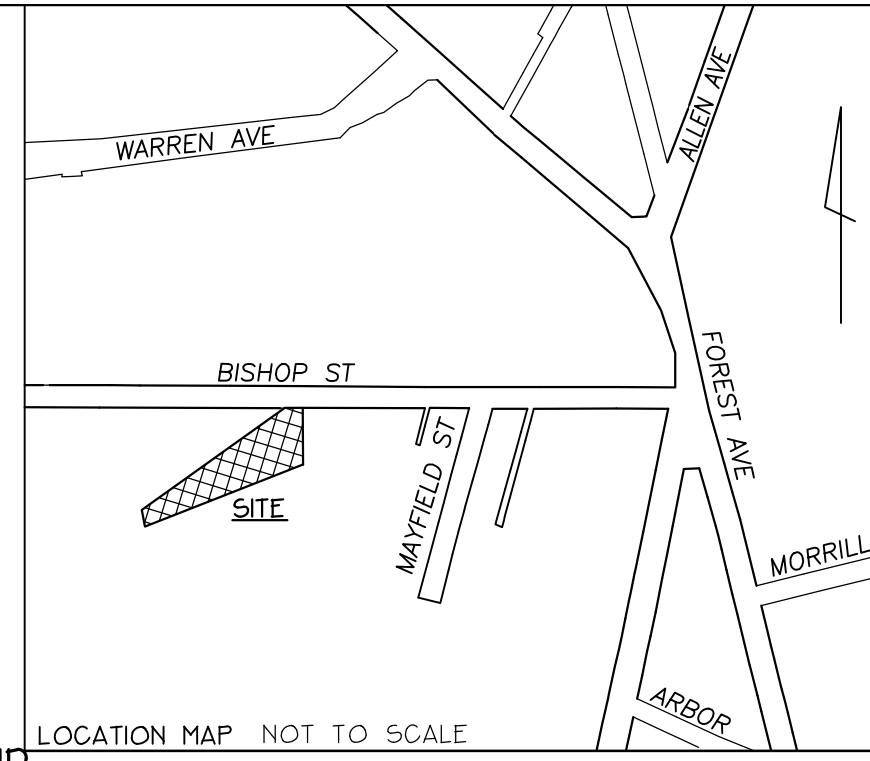 WARREN AVE
ALLEN AVE
BISHOP ST
FOREST AVE
MAYFIELD ST
SITE
MORRILL
ARBOR
LOCATION MAP NOT TO SCALE